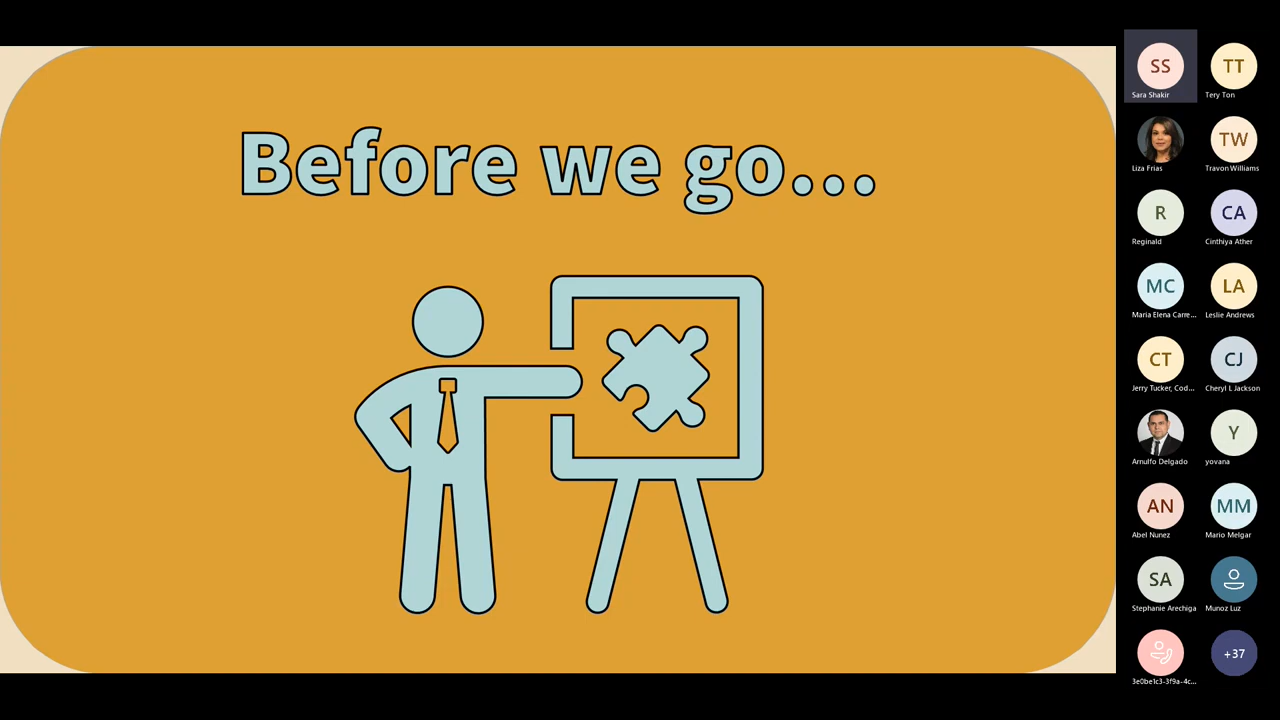 Before we go...
SS
TT
Sara Shakir
Tery Ton
TW
Liza Frias
Travon Williams
R
CA
Reginald
Cinthiya Ather
MC
LA
Maria Elena Carre...
Leslie Andrews
CT
CJ
Jerry Tucker, Cod...
Cheryl L Jackson
Y
Arnulfo Delgado
yovana
AN
MM
Abel Nunez
Mario Melgar
SA
Stephanie Arechiga
Munoz Luz
+37
3e0be1c3-3f9a-4c...